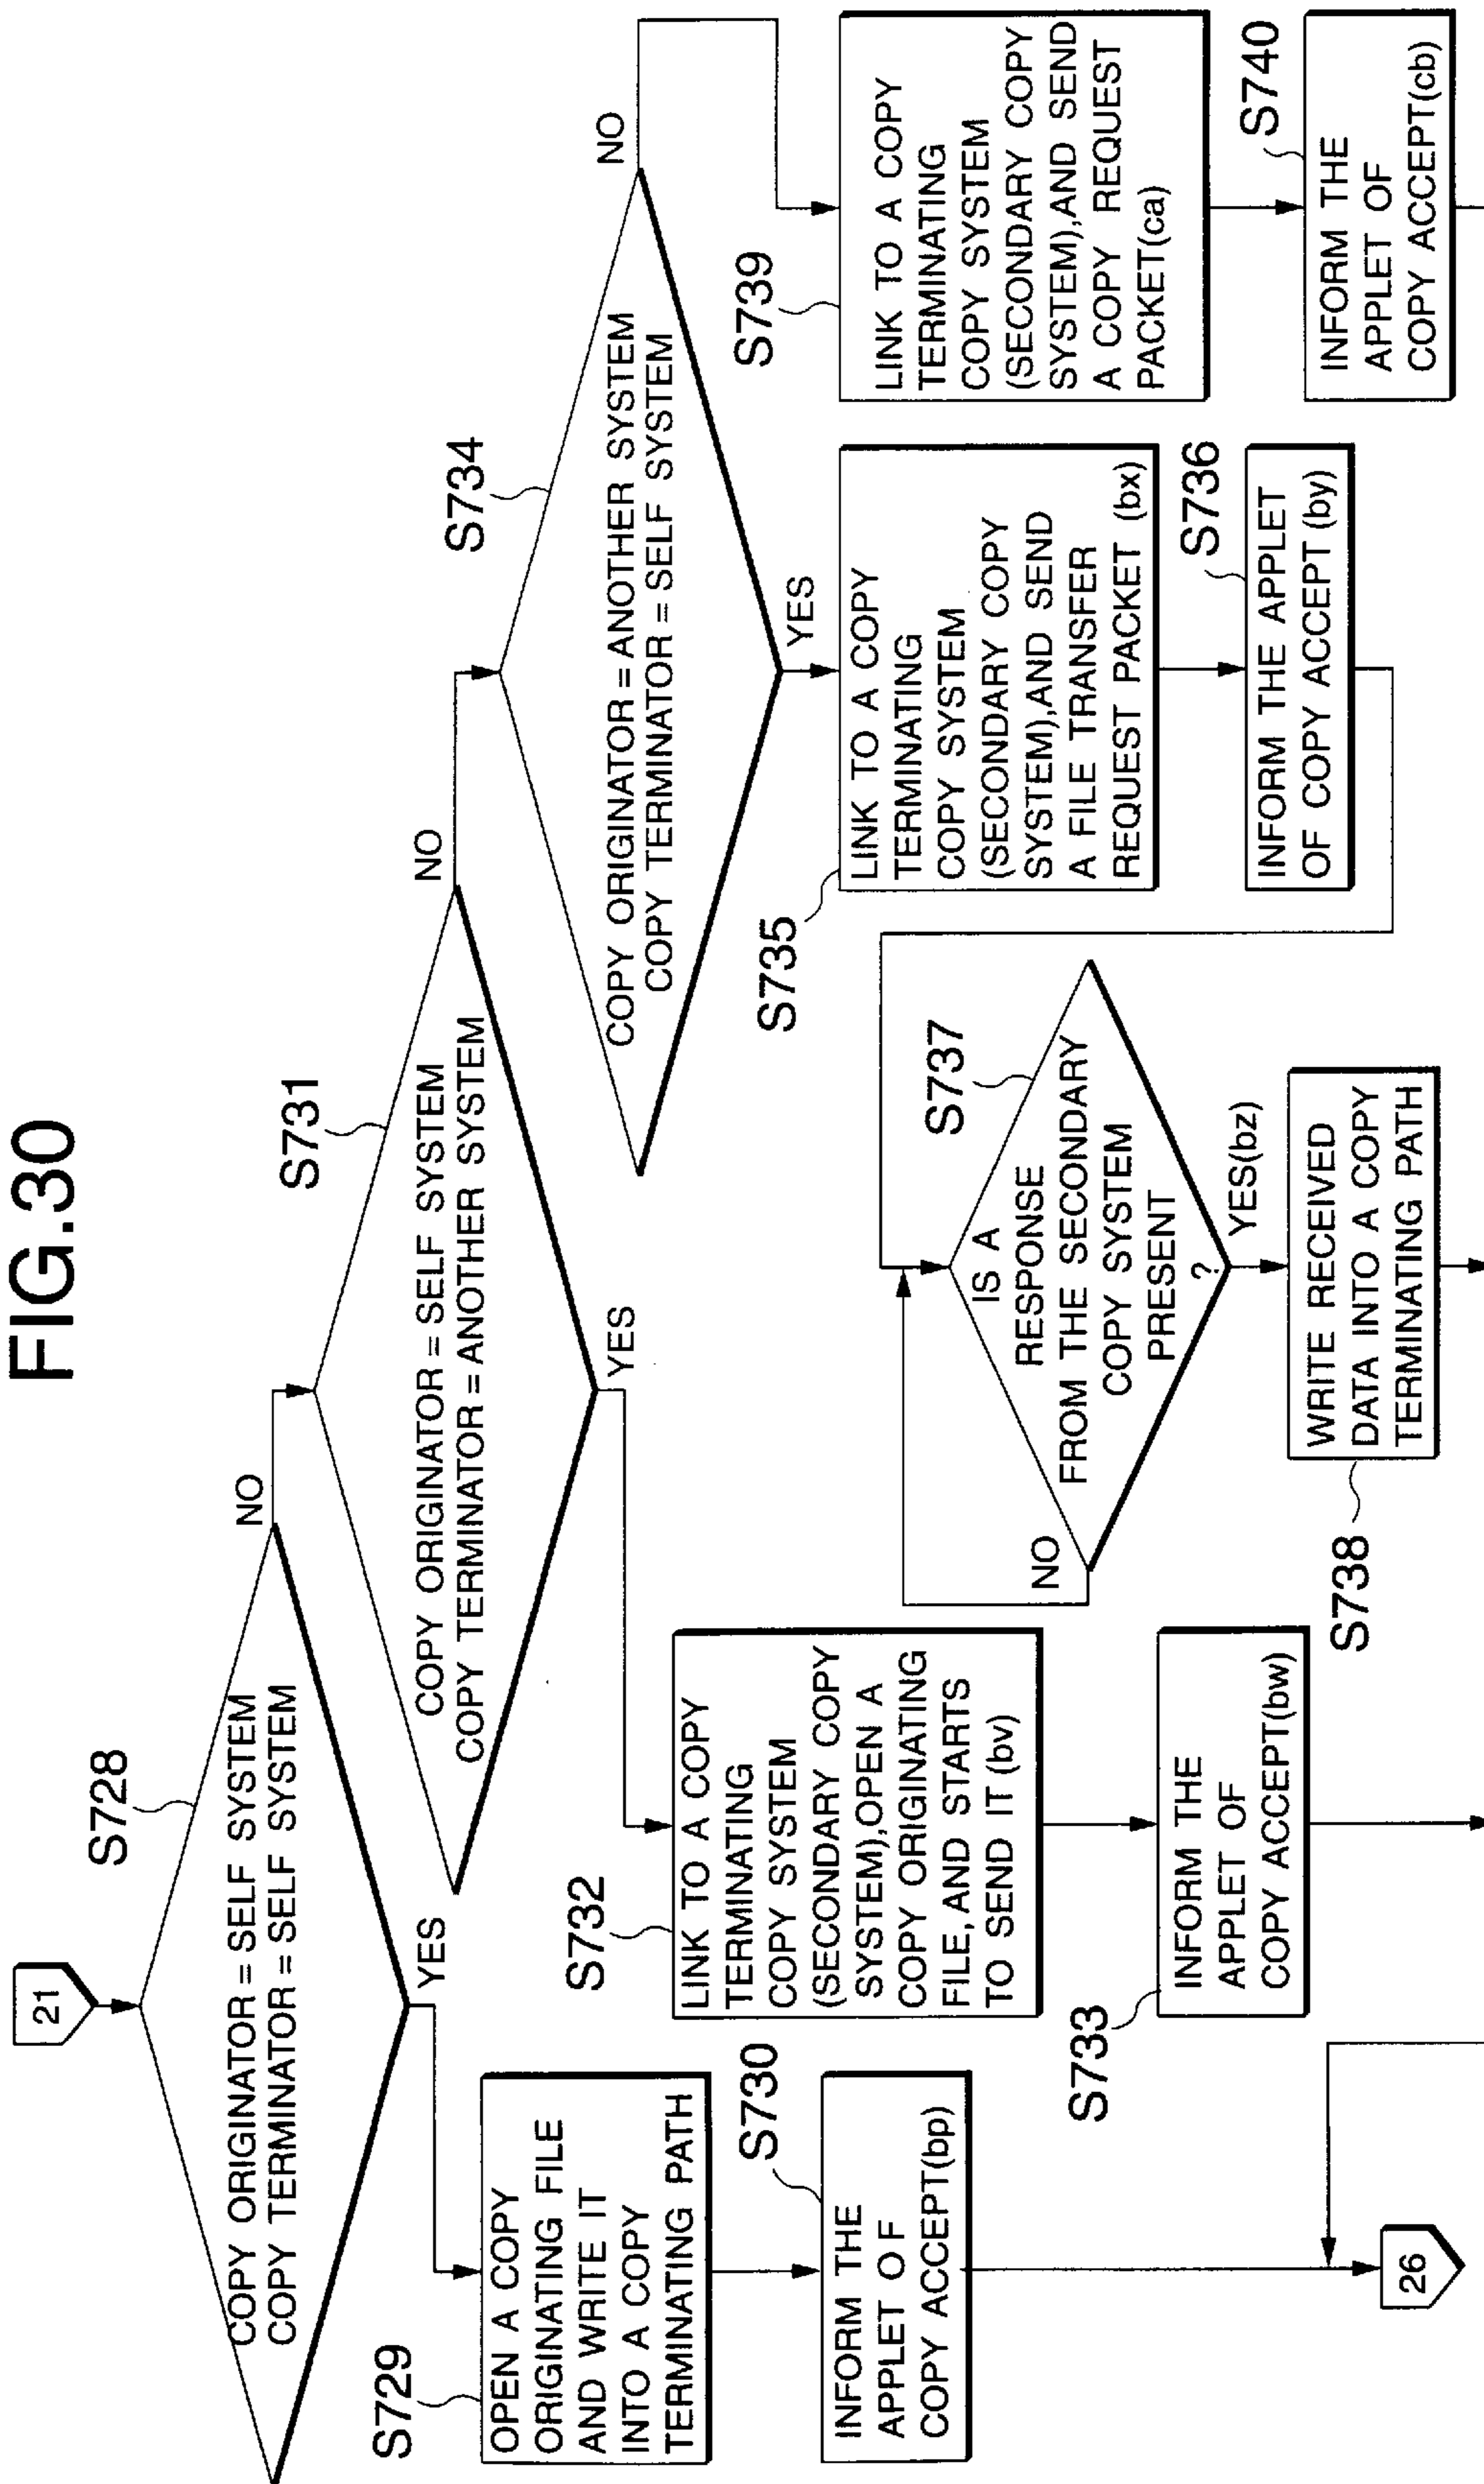 FIG.30
21
S728
COPY ORIGINATOR = SELF SYSTEM
COPY TERMINATOR = SELF SYSTEM
NO
YES
S729
OPEN A COPY
ORIGINATING FILE
AND WRITE IT
INTO A COPY
TERMINATING PATH
S730
INFORM THE
APPLET OF
COPY ACCEPT(bp)
26
S731
COPY ORIGINATOR = SELF SYSTEM
COPY TERMINATOR = ANOTHER SYSTEM
NO
YES
S732
LINK TO A COPY
TERMINATING
COPY SYSTEM
(SECONDARY COPY
SYSTEM),OPEN A
COPY ORIGINATING
FILE, AND STARTS
TO SEND IT (bv)
S733
INFORM THE
APPLET OF
COPY ACCEPT(bw)
S734
COPY ORIGINATOR = ANOTHER SYSTEM
COPY TERMINATOR = SELF SYSTEM
NO
YES
S735
LINK TO A COPY
TERMINATING
COPY SYSTEM
(SECONDARY COPY
SYSTEM),AND SEND
A FILE TRANSFER
REQUEST PACKET (bx)
S736
INFORM THE APPLET
OF COPY ACCEPT (by)
S737
IS A
RESPONSE
FROM THE SECONDARY
COPY SYSTEM
PRESENT
?
NO
YES(bz)
S738
WRITE RECEIVED
DATA INTO A COPY
TERMINATING PATH
S739
LINK TO A COPY
TERMINATING
COPY SYSTEM
(SECONDARY COPY
SYSTEM),AND SEND
A COPY REQUEST
PACKET(ca)
S740
INFORM THE
APPLET OF
COPY ACCEPT(cb)